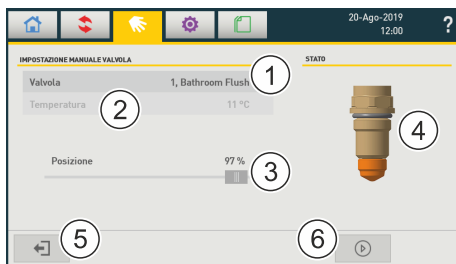 20-Ago-2019
12:00
?
IMPOSTAZIONE MANUALE VALVOLA
STATO
Valvola 1, Bathroom Flush
Temperatura 11 °C
Posizione 97 %
1
2
3
4
5
6